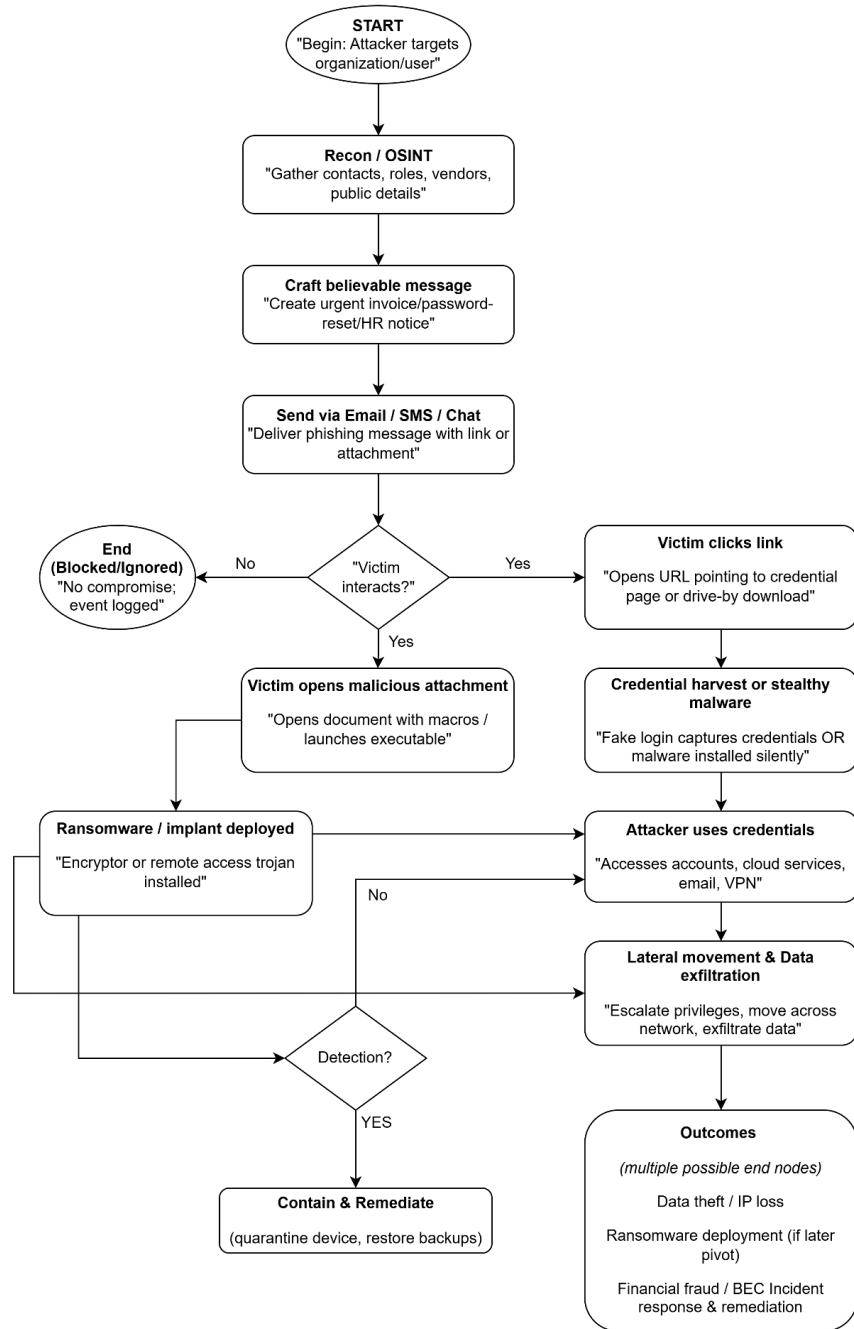 START
"Begin: Attacker targets
organization/user"
Recon / OSINT
"Gather contacts, roles, vendors,
public details"
Craft believable message
"Create urgent invoice/password-
reset/HR notice"
Send via Email / SMS / Chat
"Deliver phishing message with link or
attachment"
End
(Blocked/Ignored)
"No compromise;
event logged"
No
"Victim
interacts?"
Yes
Victim clicks link
"Opens URL pointing to credential
page or drive-by download"
Yes
Victim opens malicious attachment
"Opens document with macros /
launches executable"
Credential harvest or stealthy
malware
"Fake login captures credentials OR
malware installed silently"
Ransomware / implant deployed
"Encryptor or remote access trojan
installed"
Attacker uses credentials
"Accesses accounts, cloud services,
email, VPN"
No
Lateral movement & Data
exfiltration
"Escalate privileges, move across
network, exfiltrate data"
Detection?
YES
Contain & Remediate
(quarantine device, restore backups)
Outcomes
(multiple possible end nodes)
Data theft / IP loss
Ransomware deployment (if later
pivot)
Financial fraud / BEC Incident
response & remediation